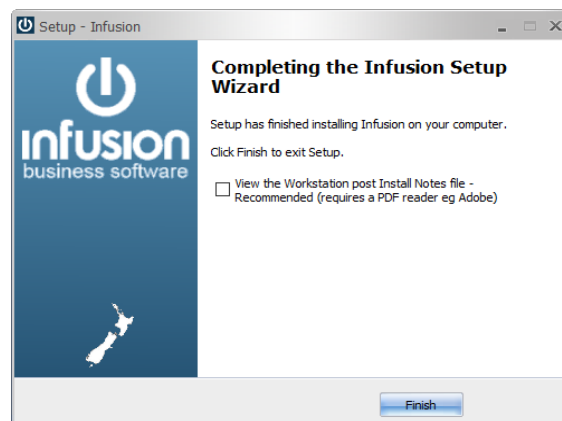 Setup - Infusion
Completing the Infusion Setup
Wizard
Setup has finished installing Infusion on your computer.
Click Finish to exit Setup.
View the Workstation post Install Notes file -
Recommended (requires a PDF reader eg Adobe)
ınfusıon
business software
Finish